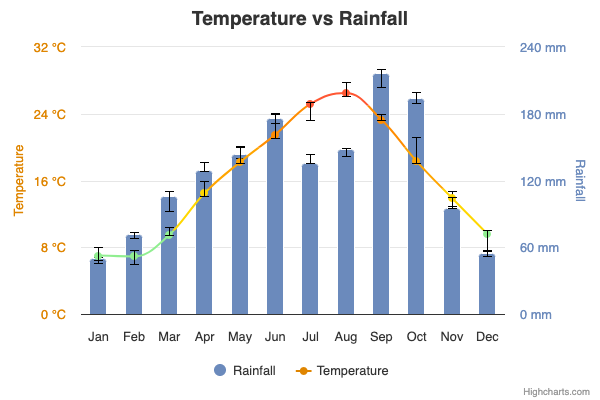 Temperature vs Rainfall
32 °C
240 mm
24 °C
180 mm
16 °C
120 mm
8 °C
60 mm
0 °C
0 mm
Temperature
Rainfall
Jan Feb Mar Apr May Jun Jul Aug Sep Oct Nov Dec
Rainfall Temperature
Highcharts.com